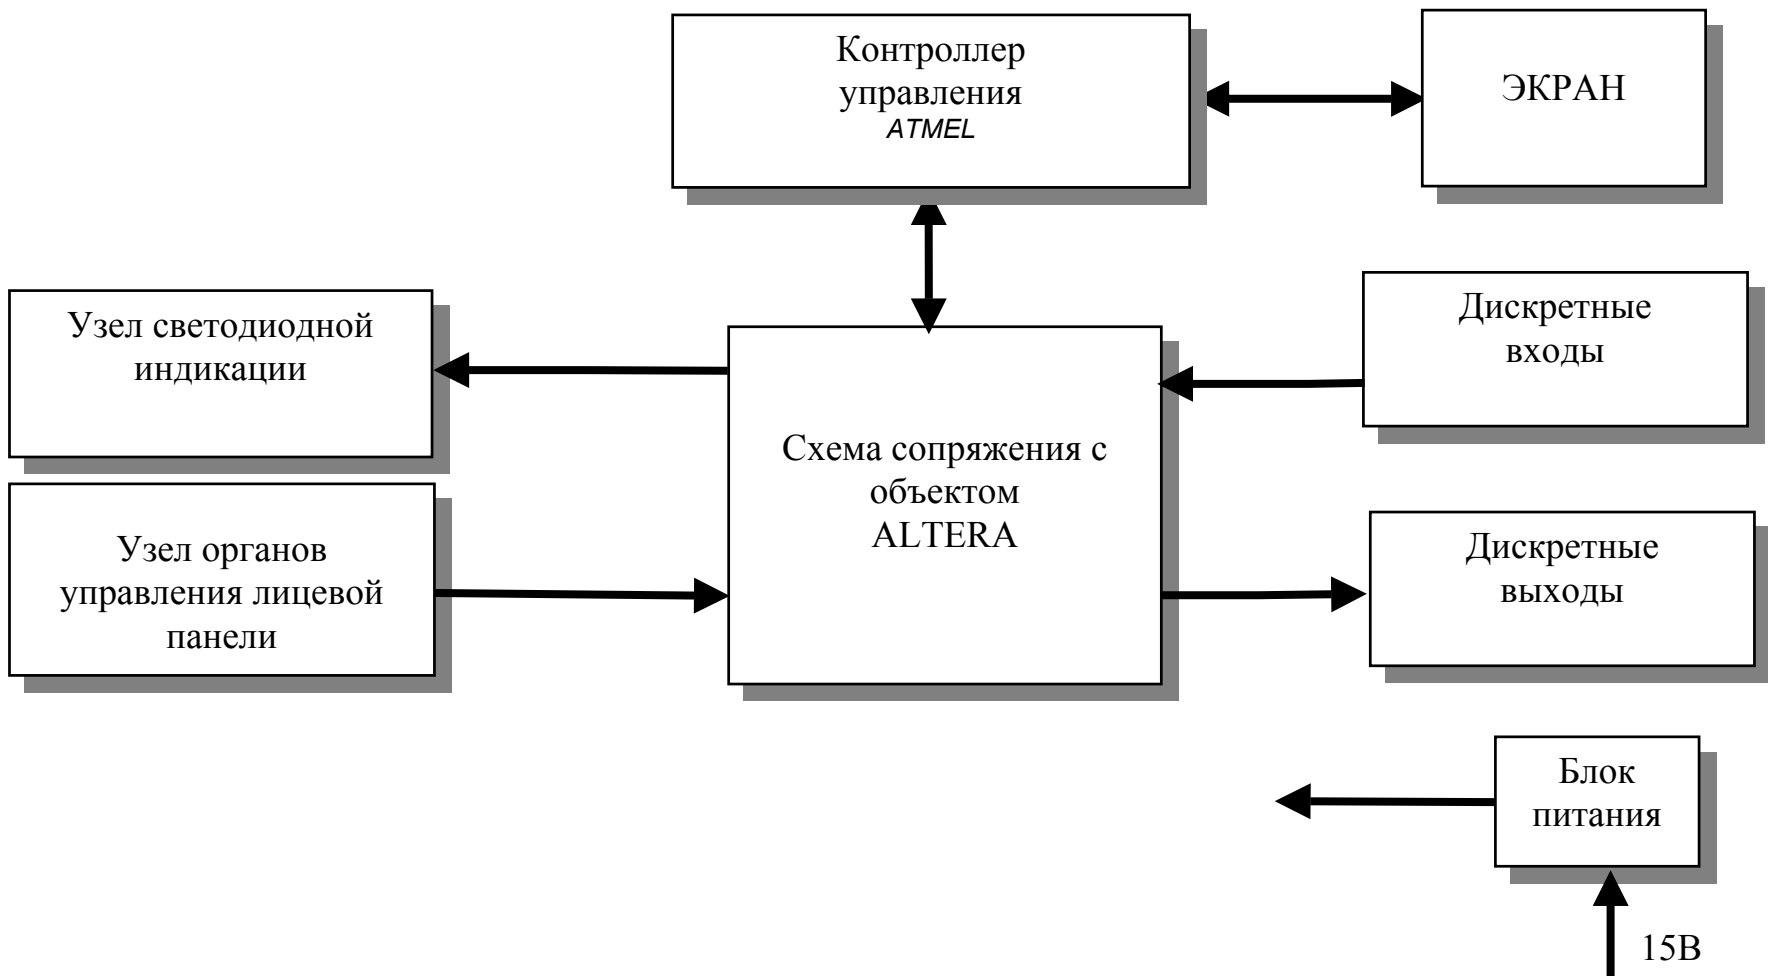 Контроллер
управления
ATMEL
ЭКРАН
Узел светодиодной
индикации
Дискретные
входы
Схема сопряжения с
объектом
ALTERA
Узел органов
управления лицевой
панели
Дискретные
выходы
Блок
питания
15В